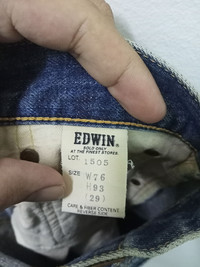 EDWIN®
SOLD ONLY
AT THE FINEST STORES.
LOT. 1505
SIZE W76
H93
(29)
CARE & FIBER CONTENT
REVERSE SIDE